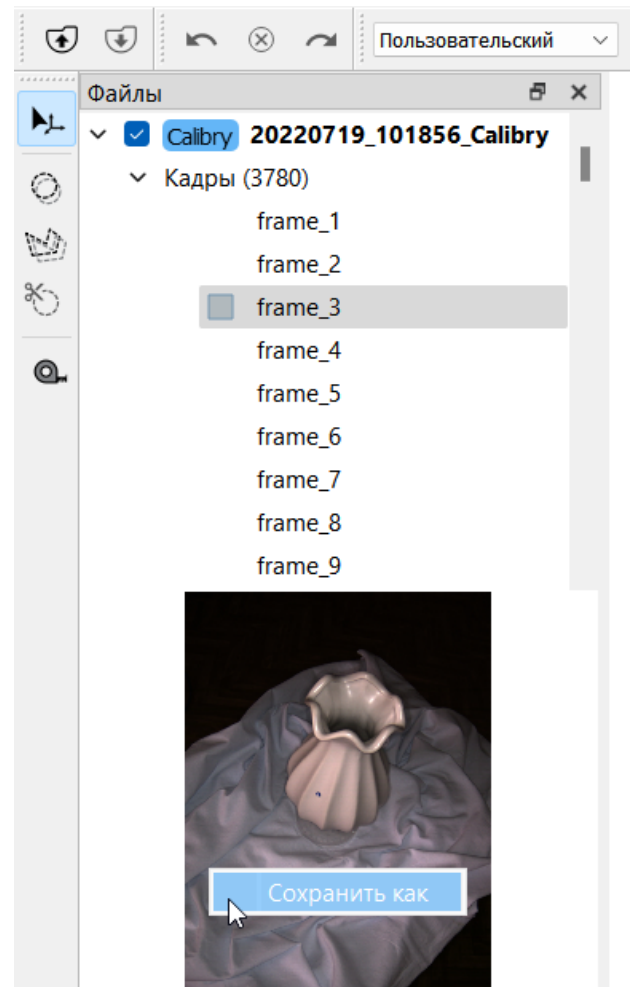 Пользовательский
Файлы
Calibry 20220719_101856_Calibry
Кадры (3780)
frame_1
frame_2
frame_3
frame_4
frame_5
frame_6
frame_7
frame_8
frame_9
Сохранить как